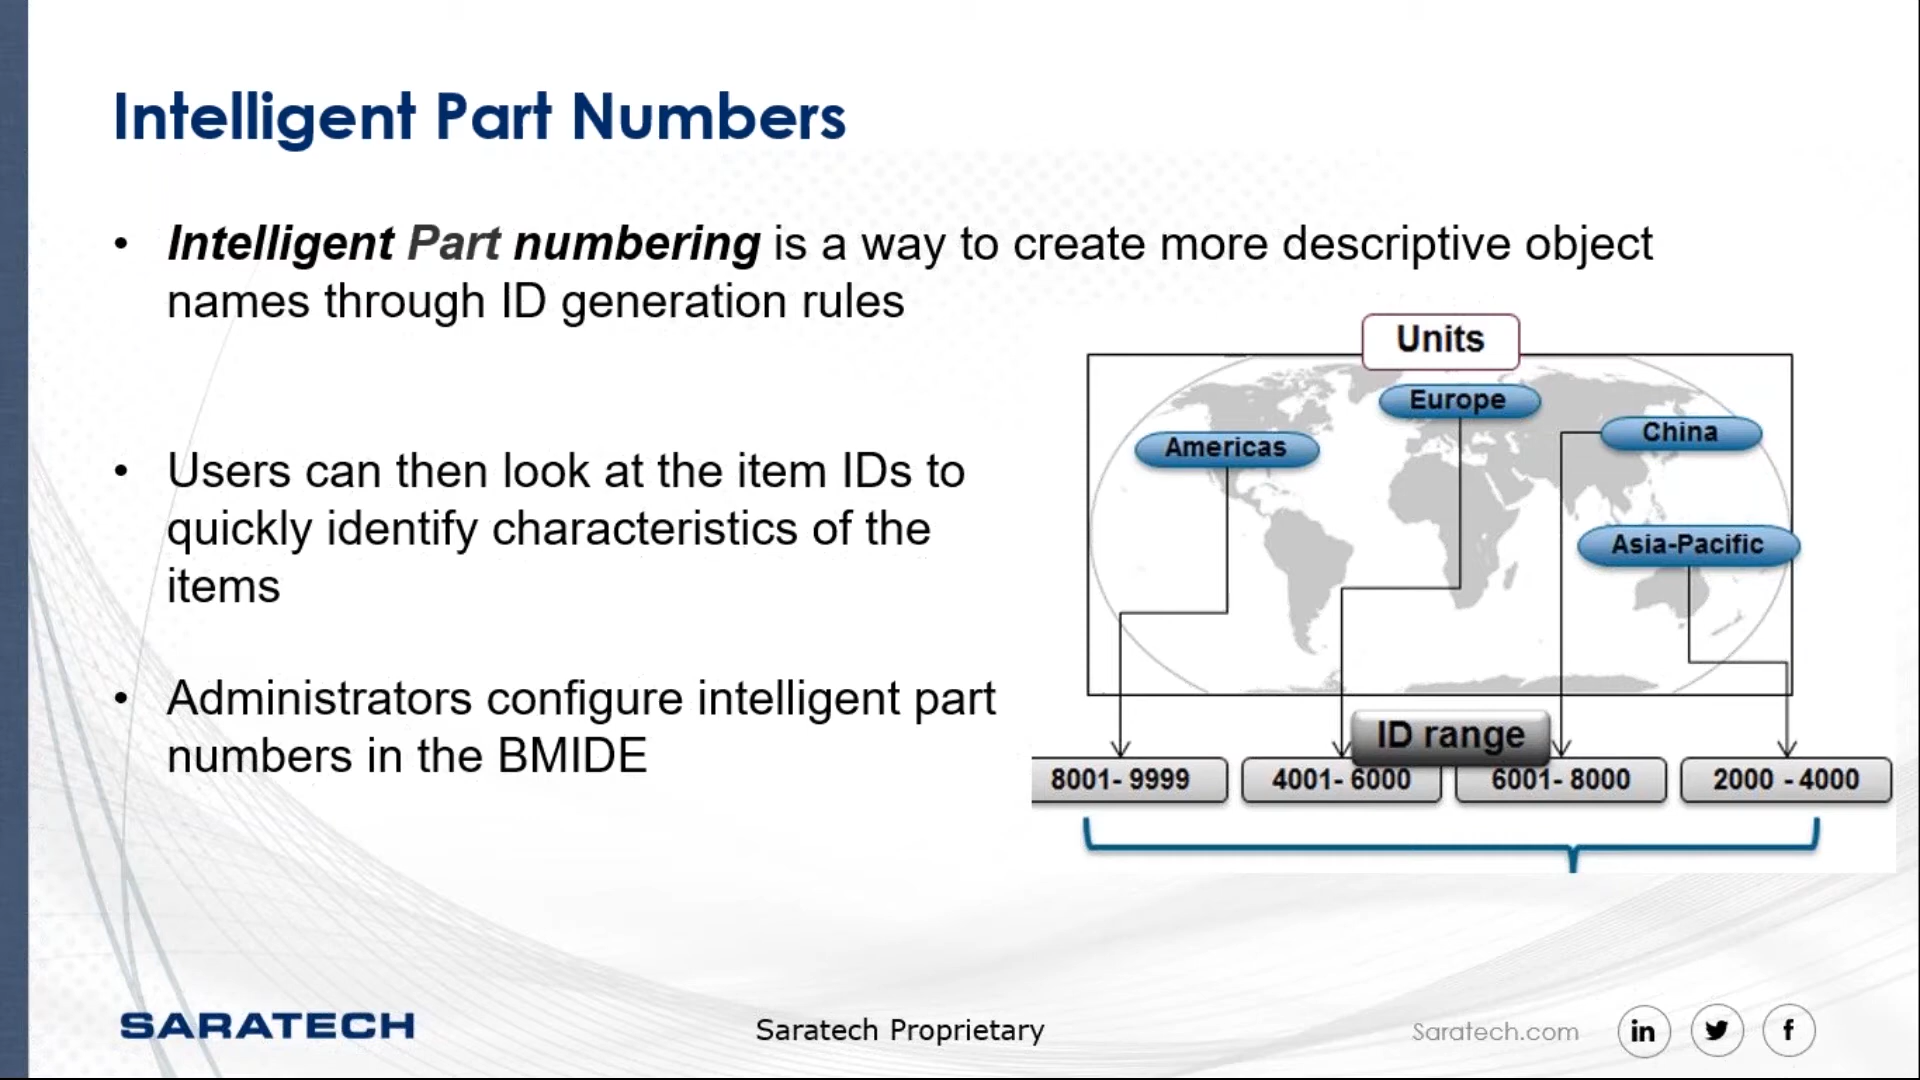 Intelligent Part Numbers
• Intelligent Part numbering is a way to create more descriptive object
names through ID generation rules
• Users can then look at the item IDs to
quickly identify characteristics of the
items
• Administrators configure intelligent part
numbers in the BMIDE
Units
Europe
China
Americas
Asia-Pacific
ID range
8001- 9999
4001- 6000
6001- 8000
2000 - 4000
SARATECH
Saratech Proprietary
Saratech.com
in
f